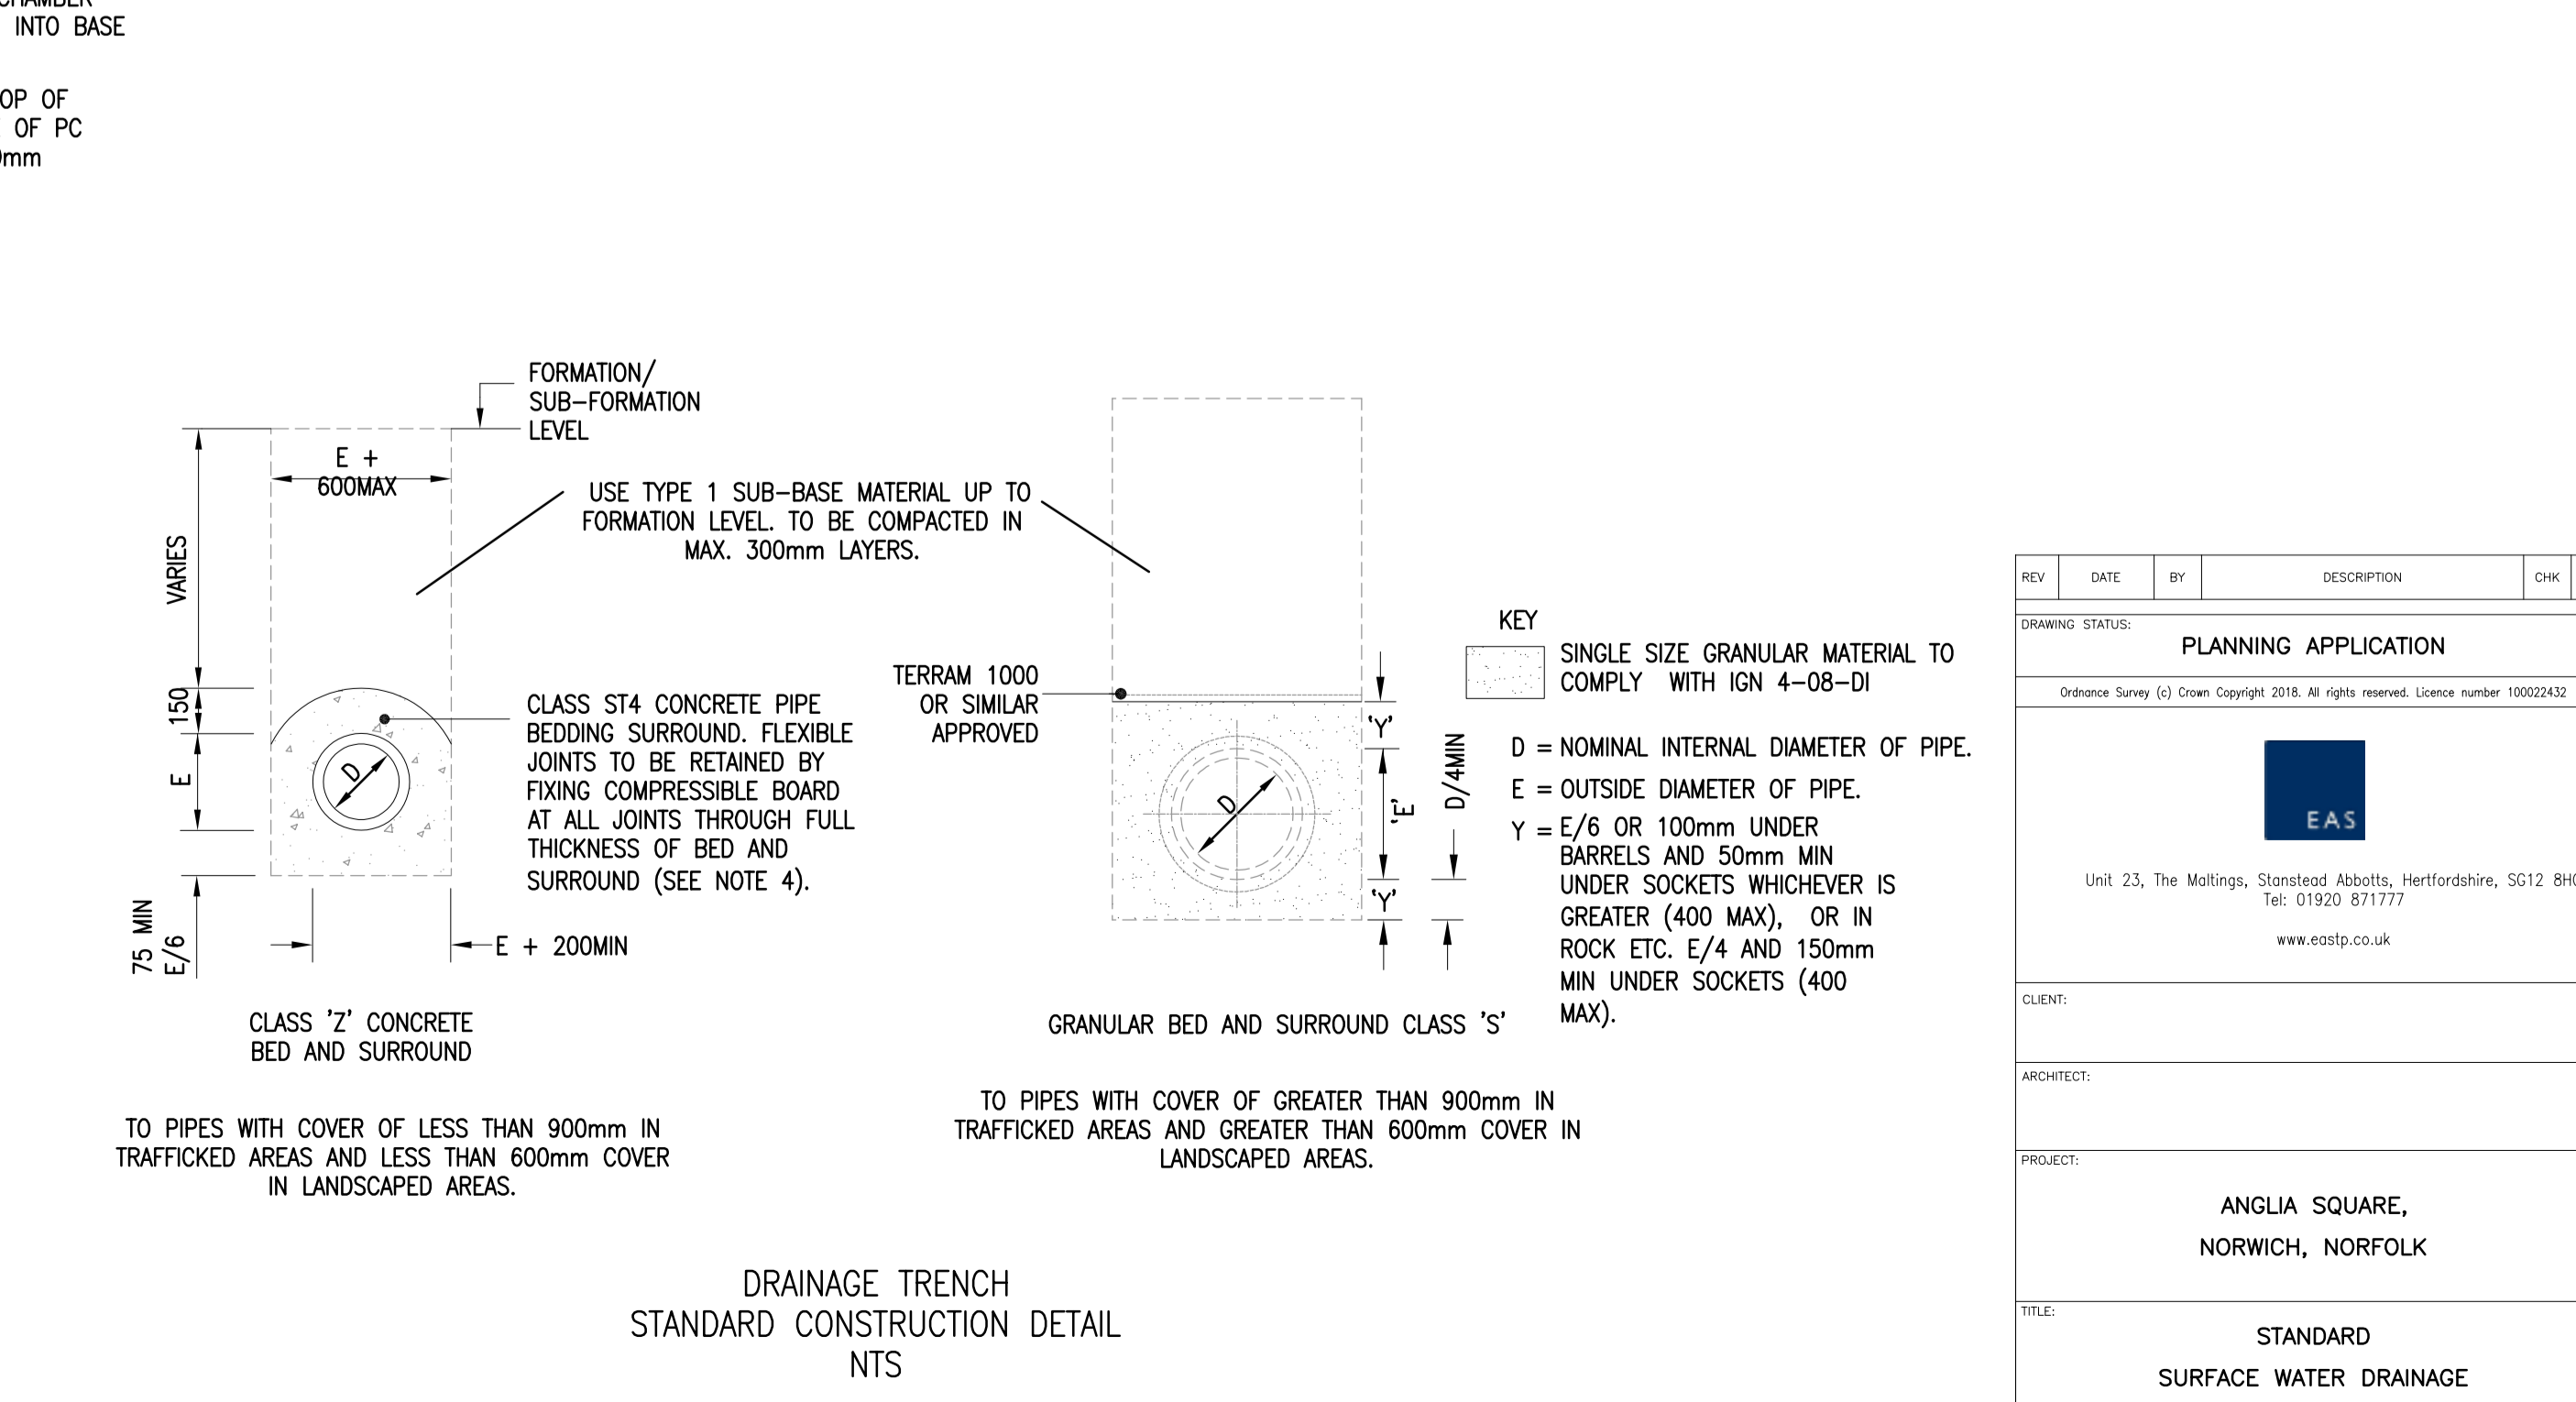 INTO BASE
OP OF
OF PC
mm
FORMATION/
SUB-FORMATION
LEVEL
E +
600MAX
USE TYPE 1 SUB-BASE MATERIAL UP TO
FORMATION LEVEL. TO BE COMPACTED IN
MAX. 300mm LAYERS.
VARIES
150
E
75 MIN
E/6
D
CLASS ST4 CONCRETE PIPE
BEDDING SURROUND. FLEXIBLE
JOINTS TO BE RETAINED BY
FIXING COMPRESSIBLE BOARD
AT ALL JOINTS THROUGH FULL
THICKNESS OF BED AND
SURROUND (SEE NOTE 4).
E + 200MIN
CLASS 'Z' CONCRETE
BED AND SURROUND
TO PIPES WITH COVER OF LESS THAN 900mm IN
TRAFFICKED AREAS AND LESS THAN 600mm COVER
IN LANDSCAPED AREAS.
TERRAM 1000
OR SIMILAR
APPROVED
D
'Y'
'E'
'Y'
D/4MIN
GRANULAR BED AND SURROUND CLASS 'S'
TO PIPES WITH COVER OF GREATER THAN 900mm IN
TRAFFICKED AREAS AND GREATER THAN 600mm COVER IN
LANDSCAPED AREAS.
KEY
SINGLE SIZE GRANULAR MATERIAL TO
COMPLY WITH IGN 4-08-DI
D = NOMINAL INTERNAL DIAMETER OF PIPE.
E = OUTSIDE DIAMETER OF PIPE.
Y = E/6 OR 100mm UNDER
BARRELS AND 50mm MIN
UNDER SOCKETS WHICHEVER IS
GREATER (400 MAX), OR IN
ROCK ETC. E/4 AND 150mm
MIN UNDER SOCKETS (400
MAX).
DRAINAGE TRENCH
STANDARD CONSTRUCTION DETAIL
NTS
REV DATE BY DESCRIPTION CHK
DRAWING STATUS:
PLANNING APPLICATION
Ordnance Survey (c) Crown Copyright 2018. All rights reserved. Licence number 100022432
EAS
Unit 23, The Maltings, Stanstead Abbotts, Hertfordshire, SG12
Tel: 01920 871777
www.eastp.co.uk
CLIENT:
ARCHITECT:
PROJECT:
ANGLIA SQUARE,
NORWICH, NORFOLK
TITLE:
STANDARD
SURFACE WATER DRAINAGE